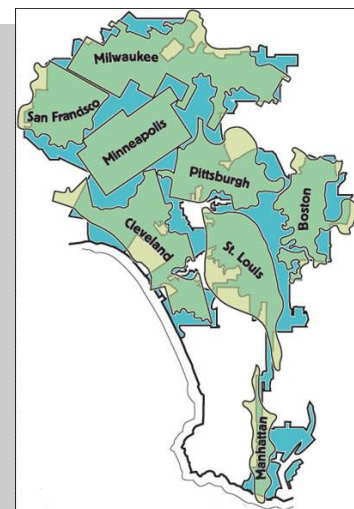 Milwaukee
San Francisco
Minneapolis
Pittsburgh
Boston
Cleveland
St. Louis
Manhattan